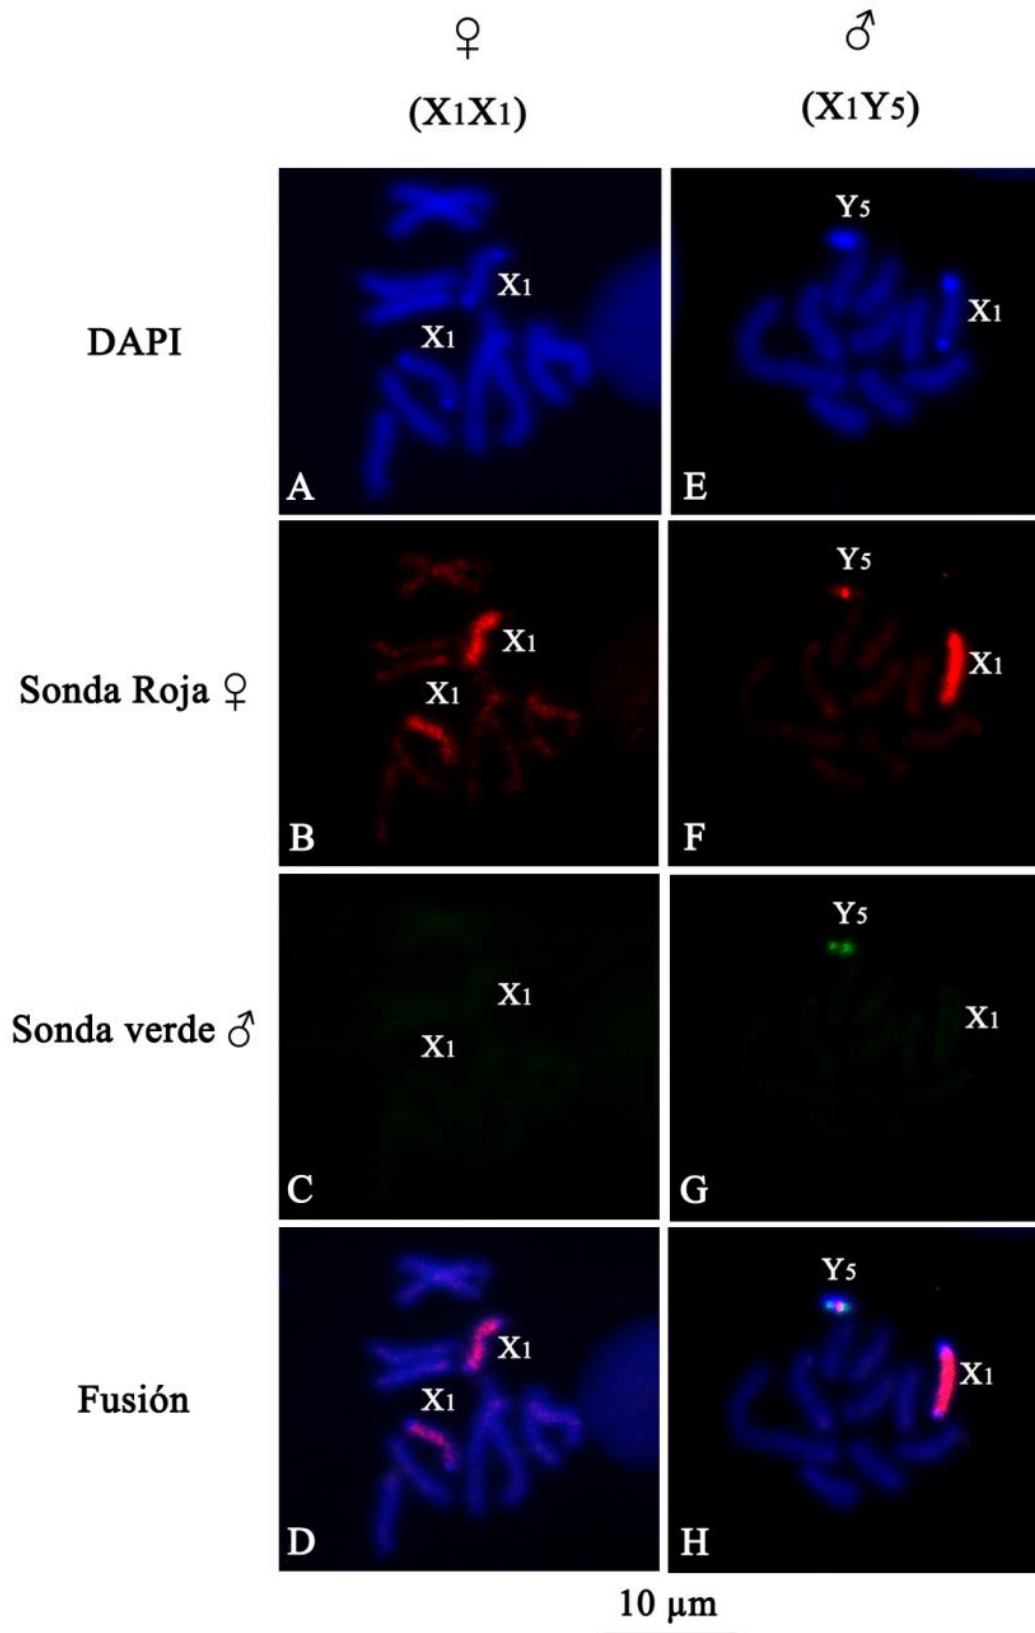 ♀ ♂
(X1X1) (X1Y5)
DAPI
X1
X1
A
Y5
X1
E
Sonda Roja ♀
X1
X1
B
Y5
X1
F
Sonda verde ♂
X1
X1
C
Y5
X1
G
Fusión
X1
X1
D
Y5
X1
H
10 µm